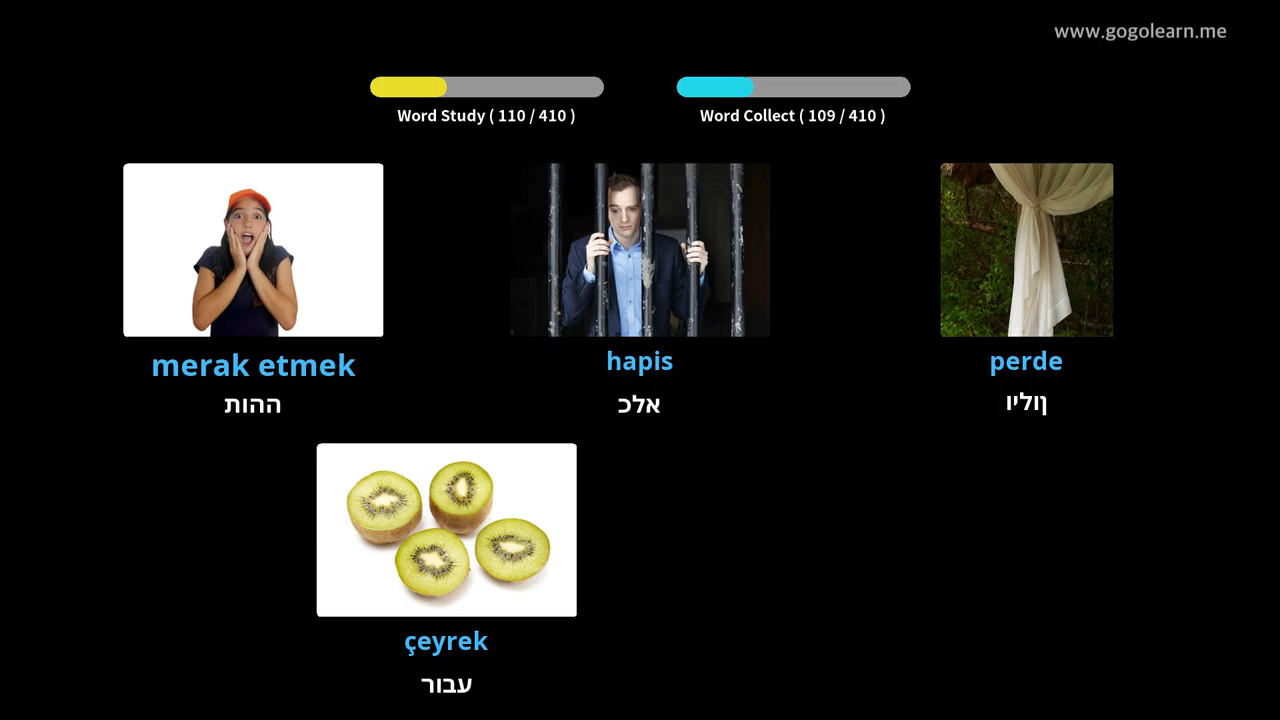 www.gogolearn.me
Word Study ( 110 / 410 )
Word Collect ( 109 / 410 )
merak etmek
hapis
perde
ההות
אלכ
ןוליו
çeyrek
עבור